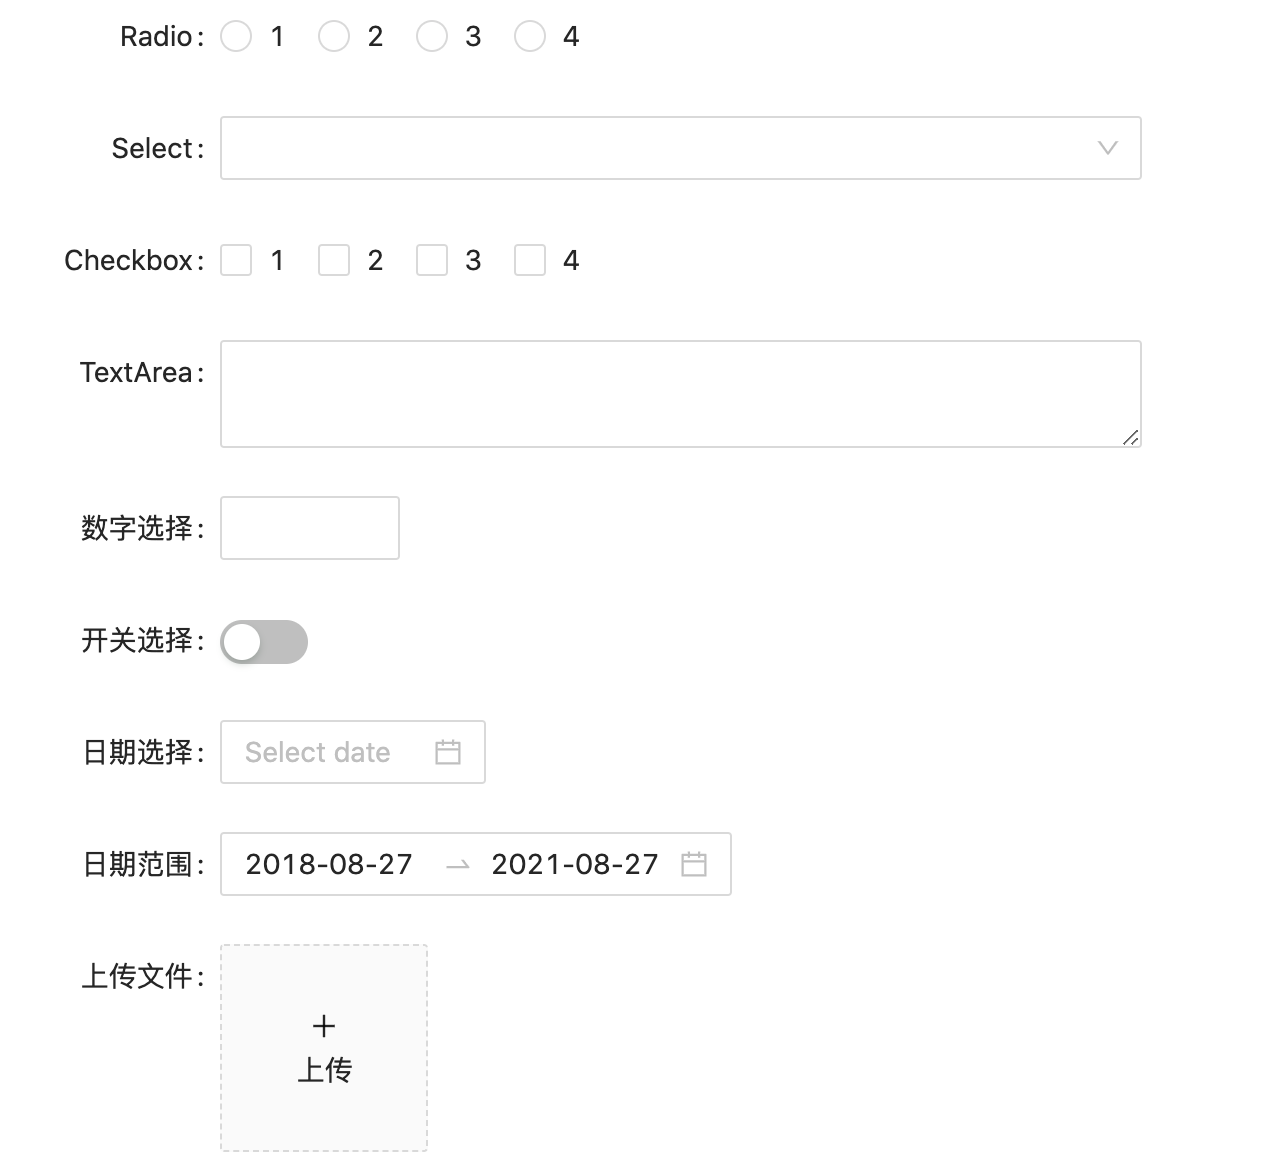 Radio: 1 2 3 4
Select:
Checkbox: 1 2 3 4
TextArea:
数字选择:
开关选择:
日期选择: Select date
日期范围: 2018-08-27 → 2021-08-27
上传文件:
+
上传